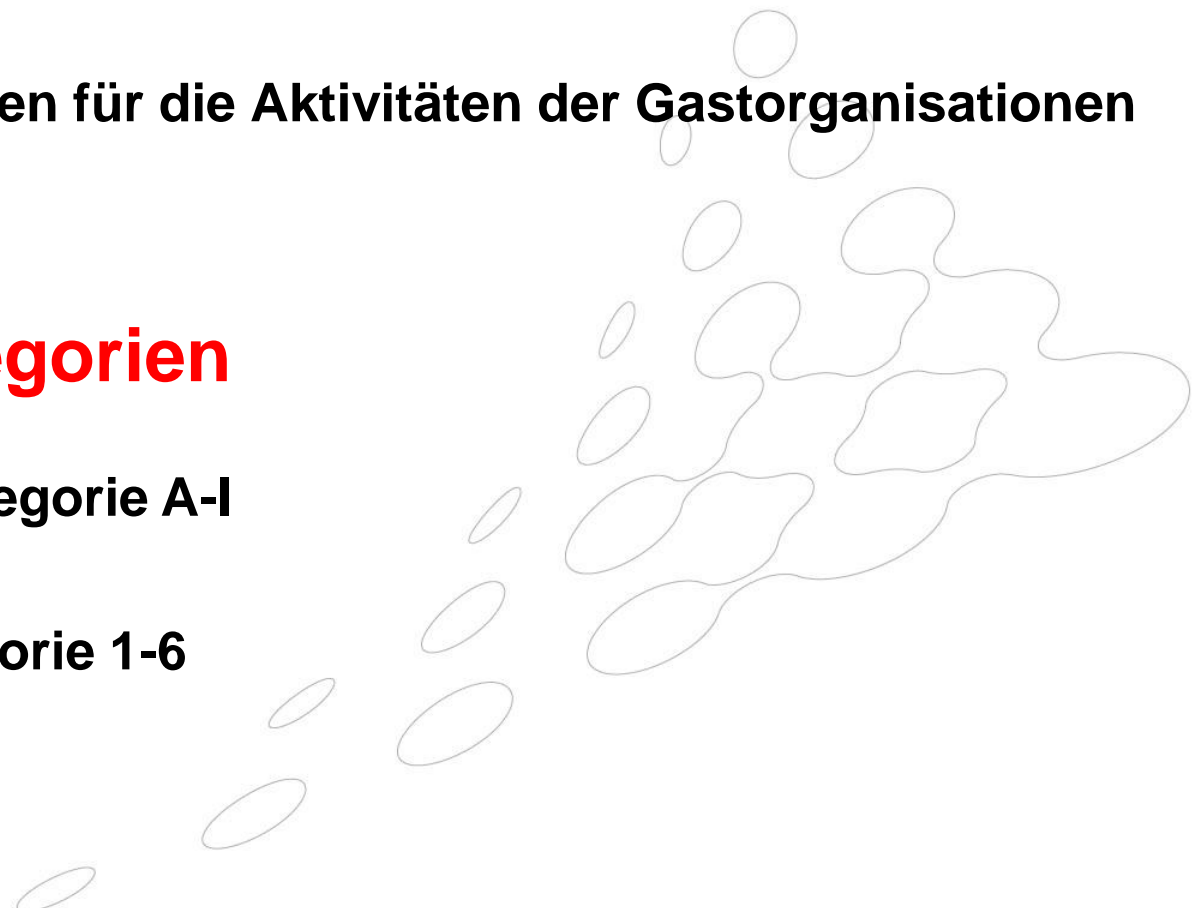 en für die Aktivitäten der Gastorganisationen
egorien
egorie A-I
orie 1-6